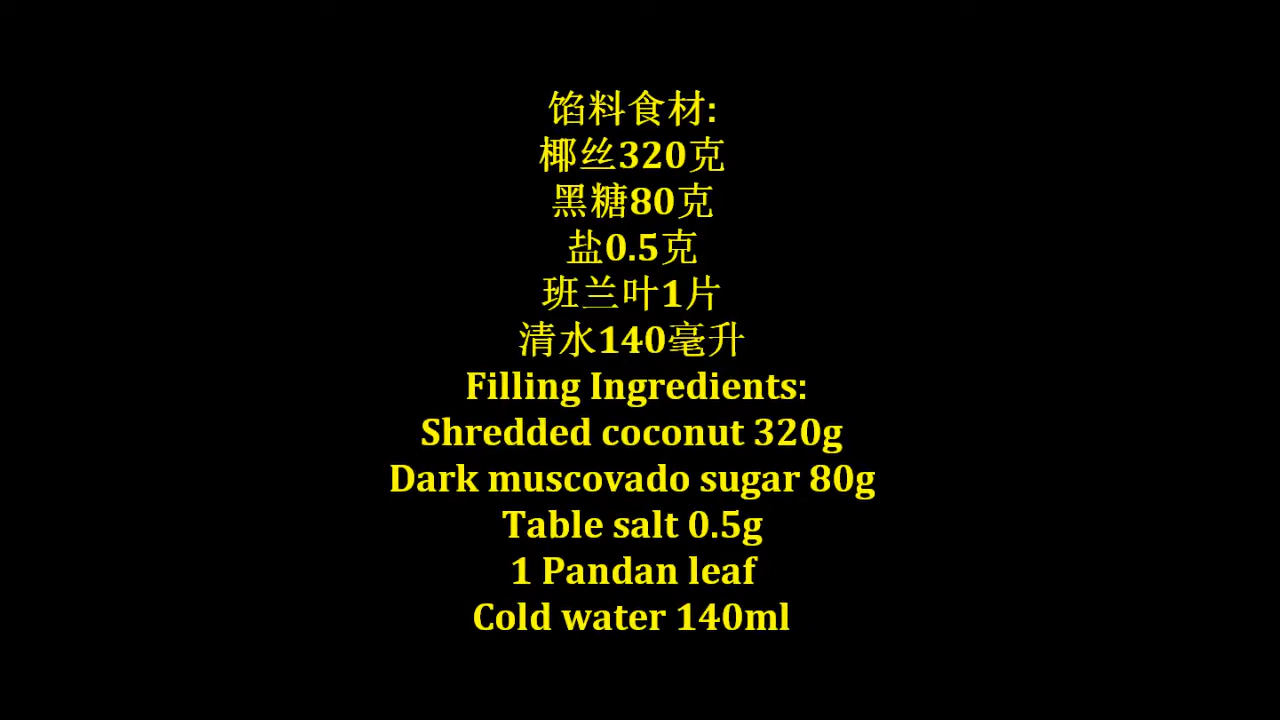 馅料食材:
椰丝320克
黑糖80克
盐0.5克
班兰叶1片
清水140毫升
Filling Ingredients:
Shredded coconut 320g
Dark muscovado sugar 80g
Table salt 0.5g
1 Pandan leaf
Cold water 140ml